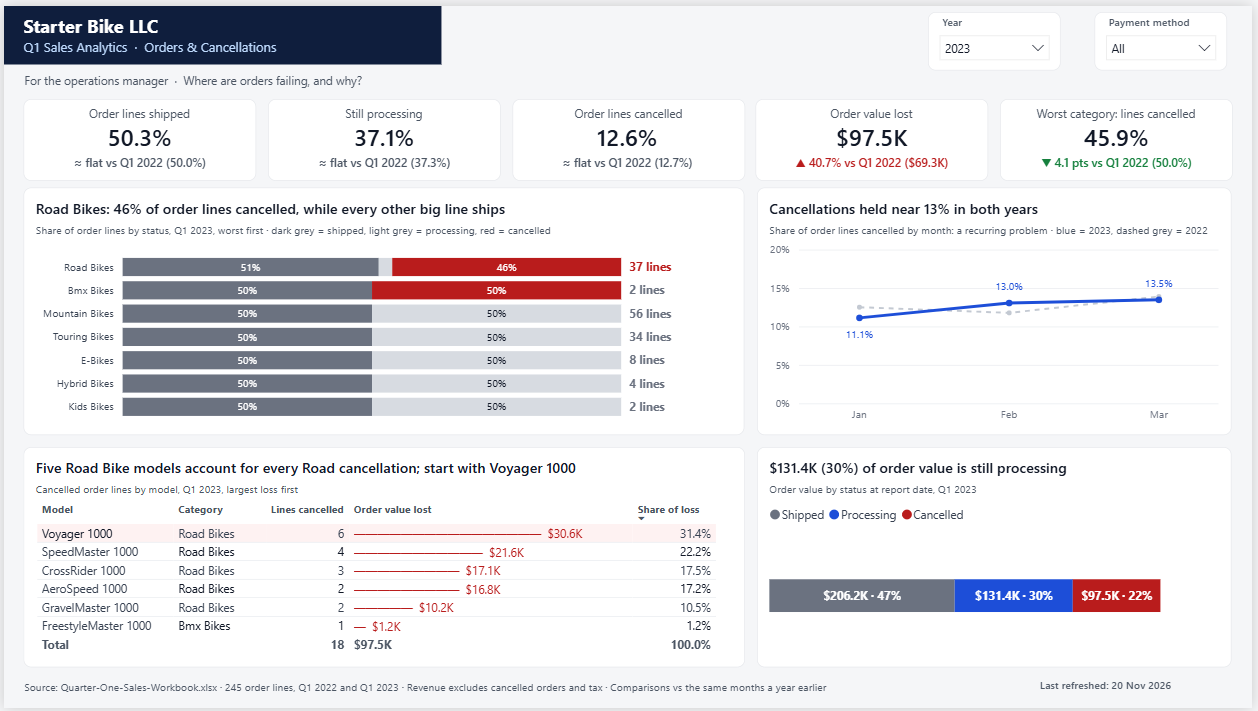 Starter Bike LLC
Q1 Sales Analytics · Orders & Cancellations
Year
2023
Payment method
All
For the operations manager · Where are orders failing, and why?
Order lines shipped
50.3%
≈ flat vs Q1 2022 (50.0%)
Still processing
37.1%
≈ flat vs Q1 2022 (37.3%)
Order lines cancelled
12.6%
≈ flat vs Q1 2022 (12.7%)
Order value lost
$97.5K
▲ 40.7% vs Q1 2022 ($69.3K)
Worst category: lines cancelled
45.9%
▼ 4.1 pts vs Q1 2022 (50.0%)
Road Bikes: 46% of order lines cancelled, while every other big line ships
Share of order lines by status, Q1 2023, worst first · dark grey = shipped, light grey = processing, red = cancelled
Road Bikes 51% 46% 37 lines
Bmx Bikes 50% 50% 2 lines
Mountain Bikes 50% 50% 56 lines
Touring Bikes 50% 50% 34 lines
E-Bikes 50% 50% 8 lines
Hybrid Bikes 50% 50% 4 lines
Kids Bikes 50% 50% 2 lines
Cancellations held near 13% in both years
Share of order lines cancelled by month: a recurring problem · blue = 2023, dashed grey = 2022
20%
15%
10%
5%
0%
11.1%
13.0%
13.5%
Jan Feb Mar
Five Road Bike models account for every Road cancellation; start with Voyager 1000
Cancelled order lines by model, Q1 2023, largest loss first
Model Category Lines cancelled Order value lost Share of loss
Voyager 1000 Road Bikes 6 $30.6K 31.4%
SpeedMaster 1000 Road Bikes 4 $21.6K 22.2%
CrossRider 1000 Road Bikes 3 $17.1K 17.5%
AeroSpeed 1000 Road Bikes 2 $16.8K 17.2%
GravelMaster 1000 Road Bikes 2 $10.2K 10.5%
FreestyleMaster 1000 Bmx Bikes 1 $1.2K 1.2%
Total 18 $97.5K 100.0%
$131.4K (30%) of order value is still processing
Order value by status at report date, Q1 2023
Shipped Processing Cancelled
$206.2K · 47% $131.4K · 30% $97.5K · 22%
Source: Quarter-One-Sales-Workbook.xlsx · 245 order lines, Q1 2022 and Q1 2023 · Revenue excludes cancelled orders and tax · Comparisons vs the same months a year earlier
Last refreshed: 20 Nov 2026